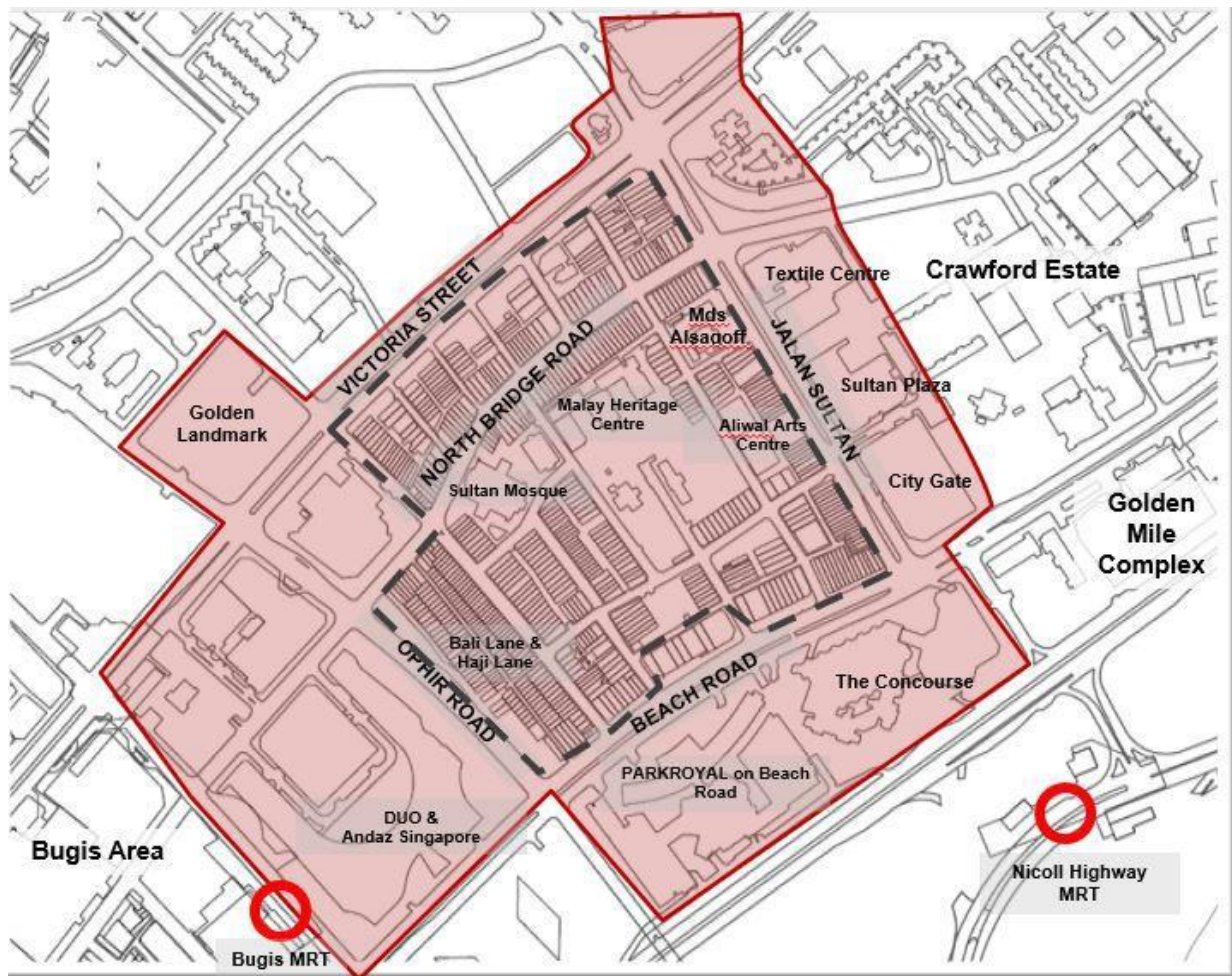 Textile Centre
Crawford Estate
VICTORIA STREET
Mds
Alsagoff
JALAN SULTAN
NORTH BRIDGE ROAD
Sultan Plaza
Golden
Landmark
Malay Heritage
Centre
Aliwal Arts
Centre
Sultan Mosque
City Gate
Golden
Mile
Complex
Bali Lane &
Haji Lane
OPHIR ROAD
BEACH ROAD
The Concourse
PARKROYAL on Beach
Road
DUO &
Andaz Singapore
Bugis Area
Nicoll Highway
MRT
Bugis MRT